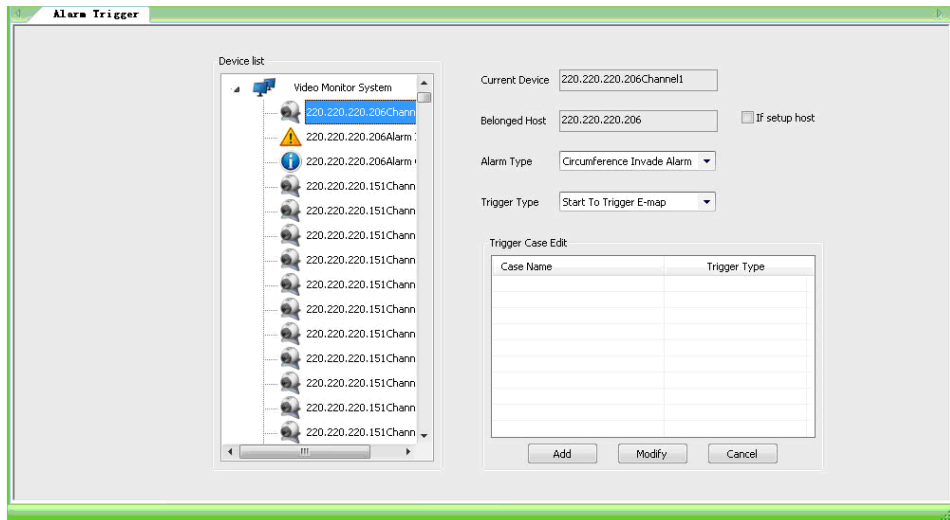 Alarm Trigger
Device list
Video Monitor System
220.220.220.206Chann
220.220.220.206Alarm
220.220.220.206Alarm
220.220.220.151Chann
220.220.220.151Chann
220.220.220.151Chann
220.220.220.151Chann
220.220.220.151Chann
220.220.220.151Chann
220.220.220.151Chann
220.220.220.151Chann
220.220.220.151Chann
220.220.220.151Chann
220.220.220.151Chann
Current Device 220.220.220.206Channel1
Belonged Host 220.220.220.206 If setup host
Alarm Type Circumference Invade Alarm
Trigger Type Start To Trigger E-map
Trigger Case Edit
Case Name Trigger Type
Add Modify Cancel